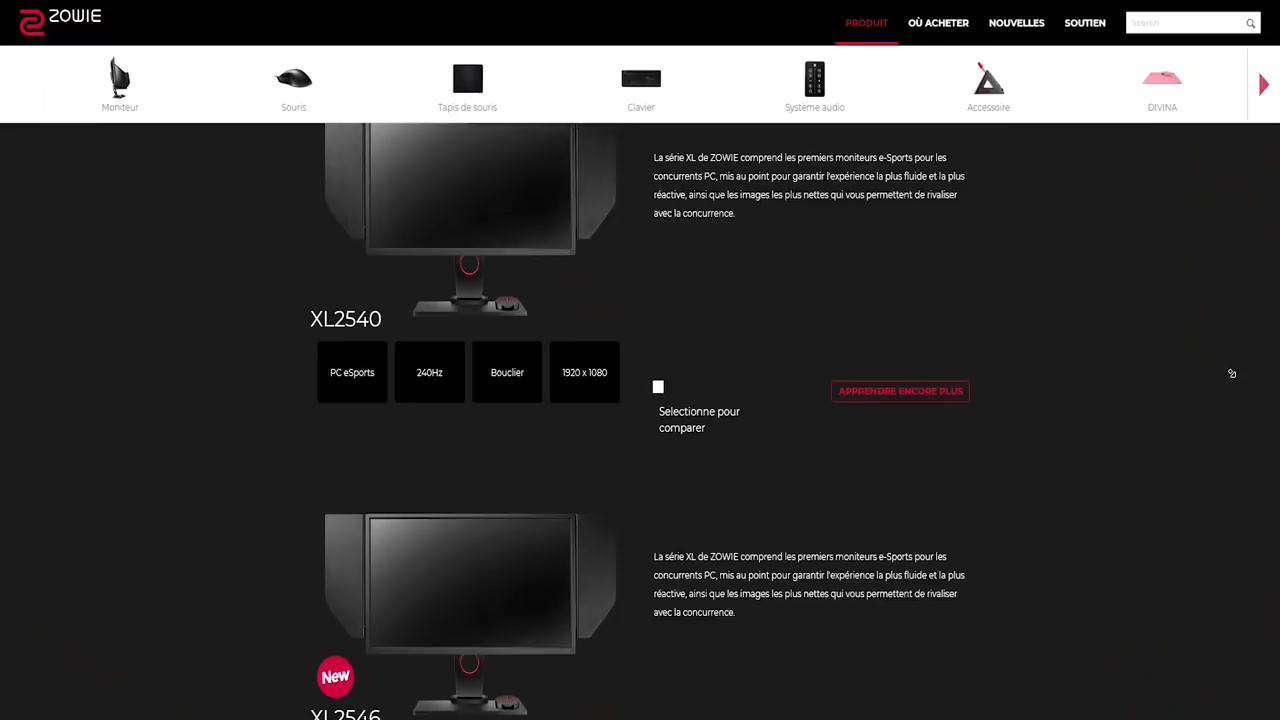 ZOWIE
PRODUIT
OÙ ACHETER
NOUVELLES
SOUTIEN
Search
Moniteur
Souris
Tapis de souris
Clavier
Système audio
Accessoire
DIVINA
La série XL de ZOWIE comprend les premiers moniteurs e-Sports pour les
concurrents PC, mis au point pour garantir l'expérience la plus fluide et la plus
réactive, ainsi que les images les plus nettes qui vous permettent de rivaliser
avec la concurrence.
XL2540
PC eSports
240Hz
Bouclier
1920 x 1080
Selectionne pour
comparer
APPRENDRE ENCORE PLUS
La série XL de ZOWIE comprend les premiers moniteurs e-Sports pour les
concurrents PC, mis au point pour garantir l'expérience la plus fluide et la plus
réactive, ainsi que les images les plus nettes qui vous permettent de rivaliser
avec la concurrence.
New
XL2546